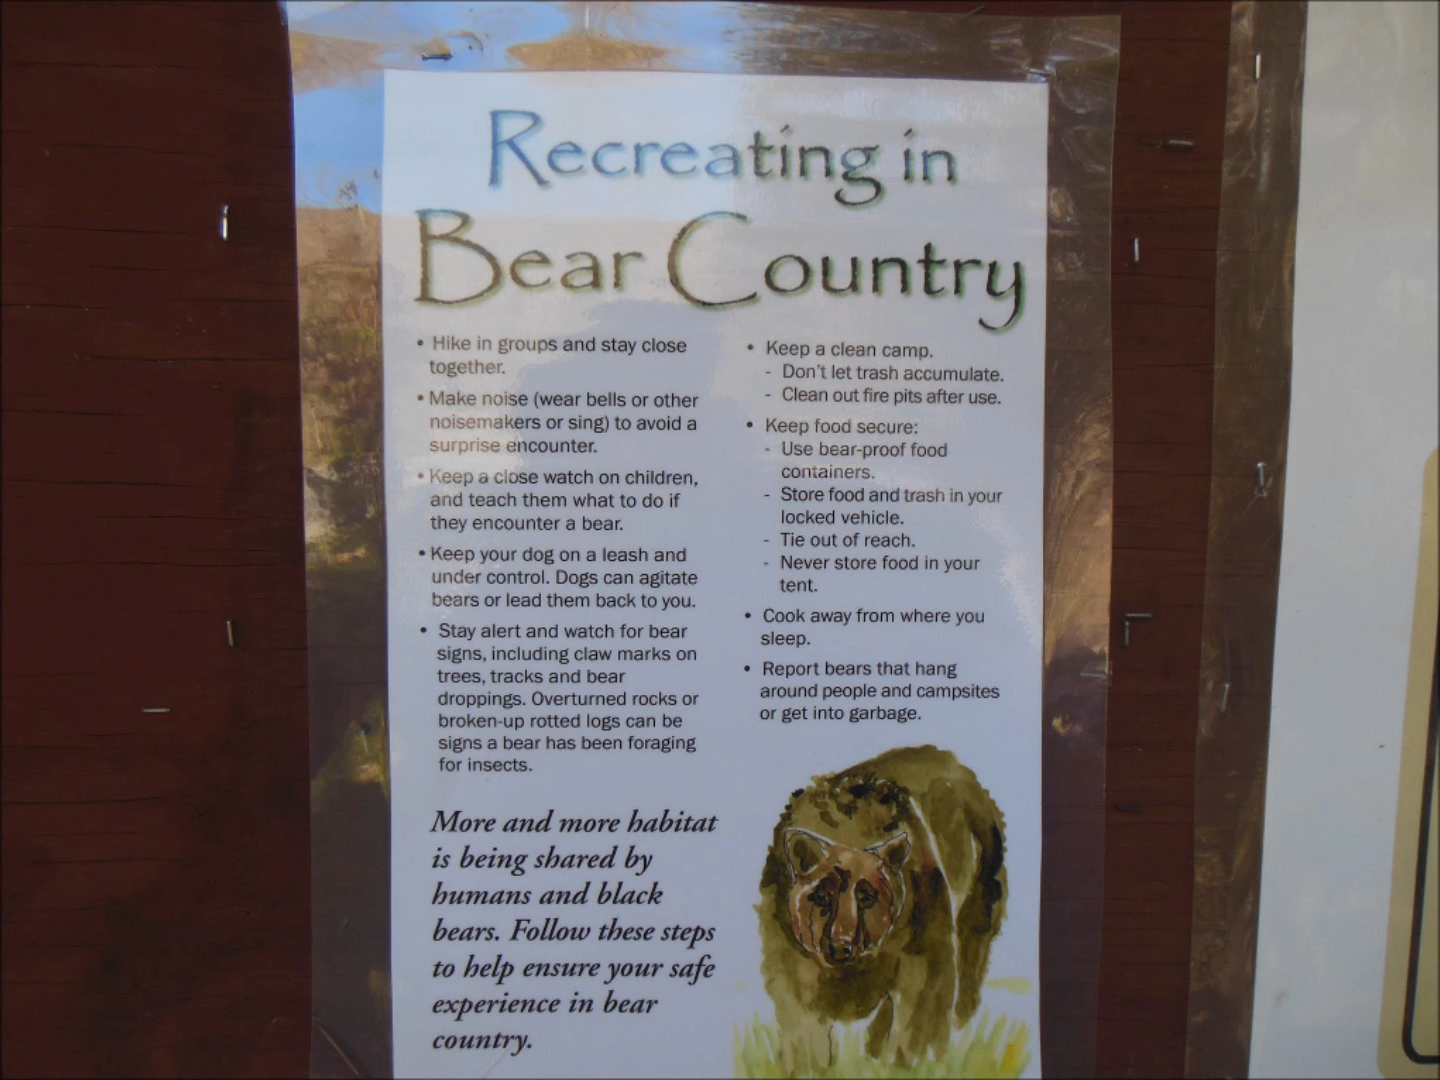 Recreating in
Bear Country
• Hike in groups and stay close
together.
• Make noise (wear bells or other
noisemakers or sing) to avoid a
surprise encounter.
• Keep a close watch on children,
and teach them what to do if
they encounter a bear.
• Keep your dog on a leash and
under control. Dogs can agitate
bears or lead them back to you.
• Stay alert and watch for bear
signs, including claw marks on
trees, tracks and bear
droppings. Overturned rocks or
broken-up rotted logs can be
signs a bear has been foraging
for insects.
More and more habitat
is being shared by
humans and black
bears. Follow these steps
to help ensure your safe
experience in bear
country.
• Keep a clean camp.
- Don't let trash accumulate.
- Clean out fire pits after use.
• Keep food secure:
- Use bear-proof food
containers.
- Store food and trash in your
locked vehicle.
- Tie out of reach.
- Never store food in your
tent.
• Cook away from where you
sleep.
• Report bears that hang
around people and campsites
or get into garbage.